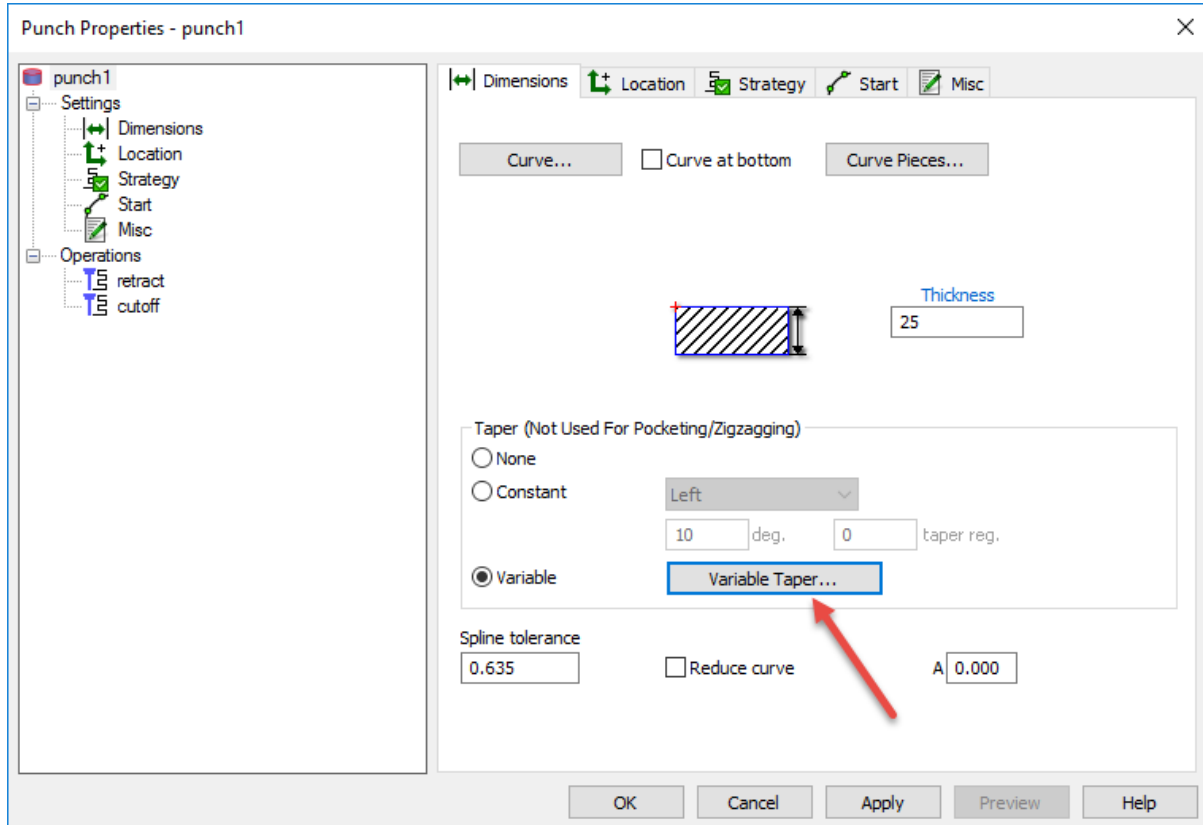 Punch Properties - punch1
punch1
Settings
Dimensions
Location
Strategy
Start
Misc
Operations
retract
cutoff
Dimensions Location Strategy Start Misc
Curve... Curve at bottom Curve Pieces...
Thickness
25
Taper (Not Used For Pocketing/Zigzagging)
None
Constant Left
10 deg. 0 taper reg.
Variable Variable Taper...
Spline tolerance
0.635 Reduce curve A 0.000
OK Cancel Apply Preview Help